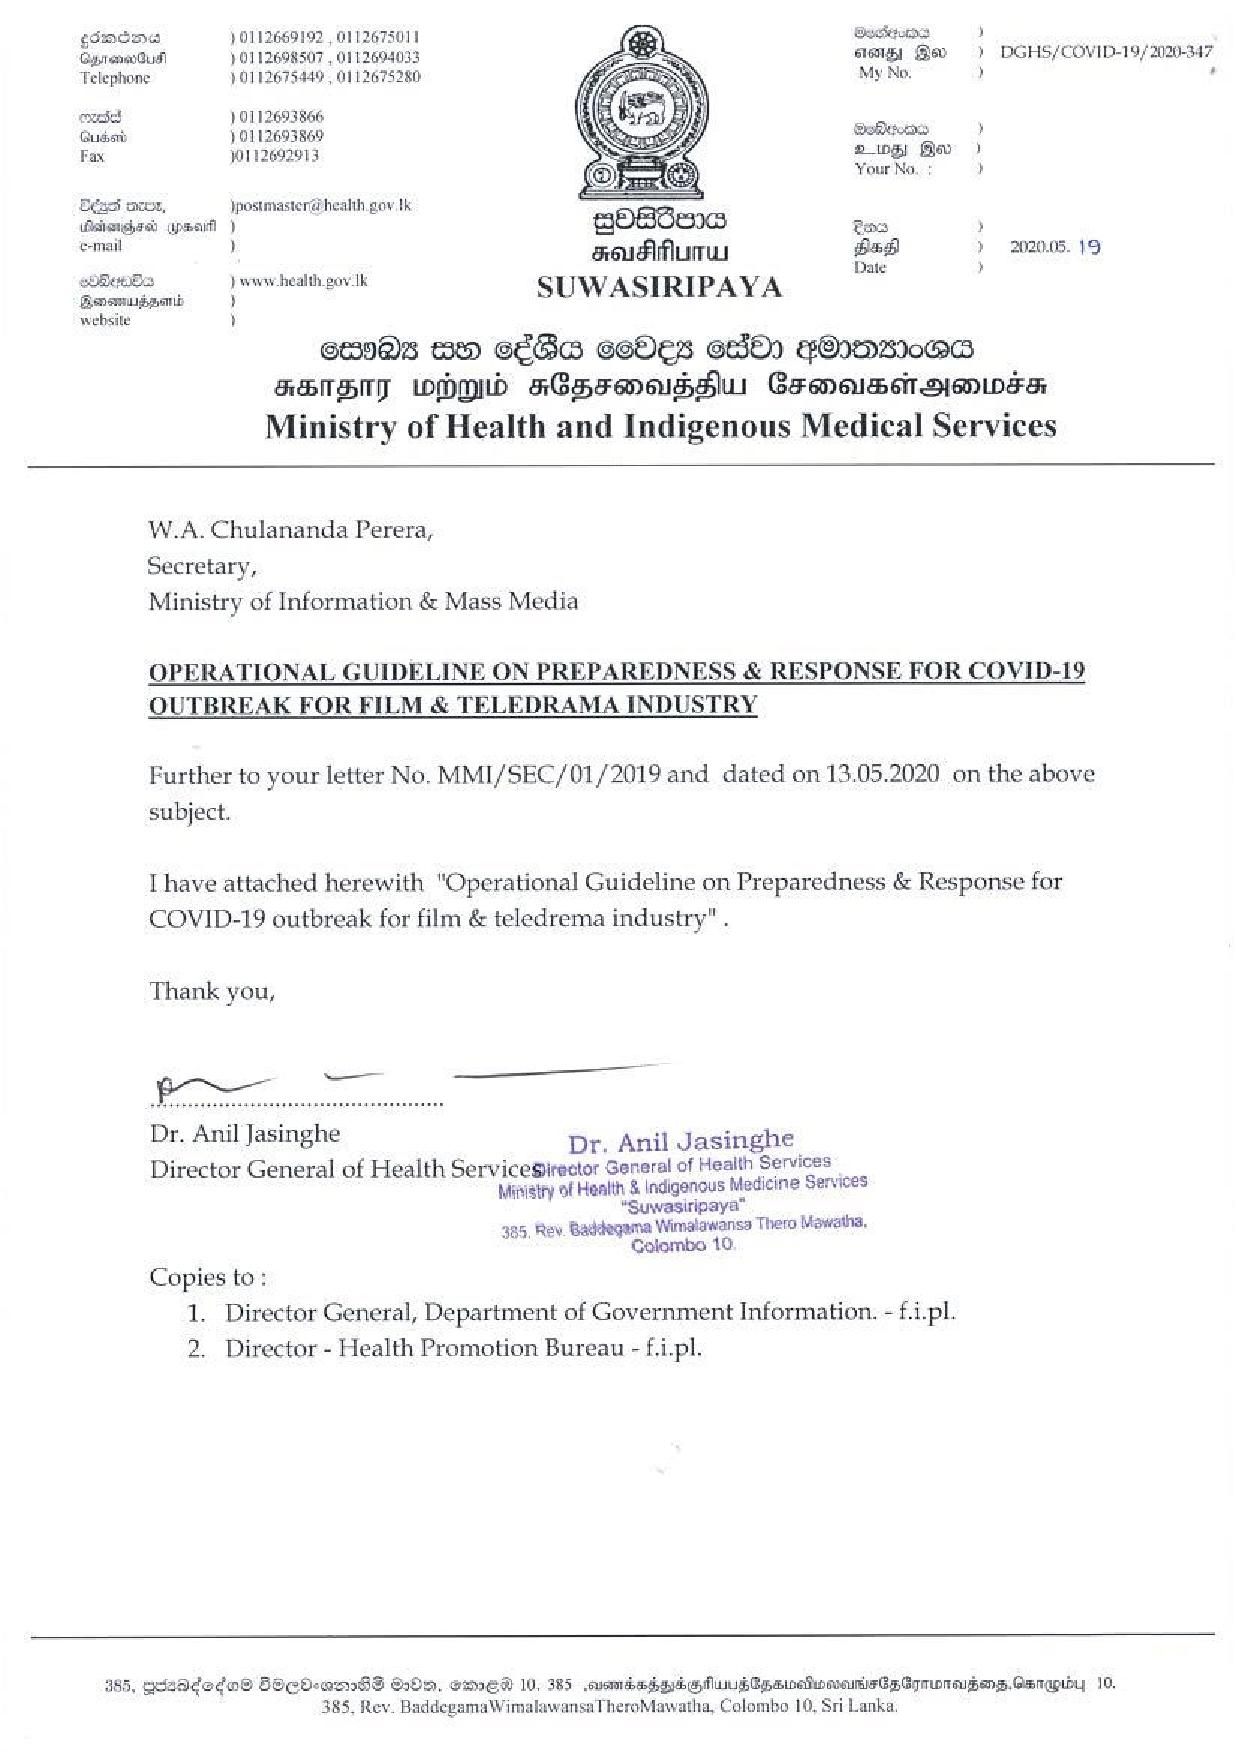 දුරකථනය ) 0112669192 , 0112675011
தொலைபேசி ) 0112698507 , 0112694033
Telephone ) 0112675449 , 0112675280
ෆැක්ස් ) 0112693866
பெக்ஸ் ) 0112693869
Fax )0112692913
විද්‍යුත් තැපෑ, )postmaster@health.gov.lk
மின்னஞ்சல் முகவரி )
e-mail )
වෙබ්අඩවිය ) www.health.gov.lk
இணையத்தளம் )
website )
සුවසිරිපාය
சுவசிரிபாய
SUWASIRIPAYA
මගේඅංකය )
எனது இல ) DGHS/COVID-19/2020-347
My No. )
ඔබේඅංකය )
உமது இல )
Your No. : )
දිනය )
திகதி ) 2020.05. 19
Date )
සෞඛ්‍ය සහ දේශීය වෛද්‍ය සේවා අමාත්‍යාංශය
சுகாதார மற்றும் சுதேசவைத்திய சேவைகள்அமைச்சு
Ministry of Health and Indigenous Medical Services
W.A. Chulananda Perera,
Secretary,
Ministry of Information & Mass Media
OPERATIONAL GUIDELINE ON PREPAREDNESS & RESPONSE FOR COVID-19
OUTBREAK FOR FILM & TELEDRAMA INDUSTRY
Further to your letter No. MMI/SEC/01/2019 and dated on 13.05.2020 on the above
subject.
I have attached herewith "Operational Guideline on Preparedness & Response for
COVID-19 outbreak for film & teledrema industry" .
Thank you,
Dr. Anil Jasinghe
Director General of Health Services
Dr. Anil Jasinghe
Director General of Health Services
Ministry of Health & Indigenous Medicine Services
"Suwasiripaya"
385, Rev. Baddegama Wimalawansa Thero Mawatha,
Colombo 10.
Copies to :
1. Director General, Department of Government Information. - f.i.pl.
2. Director - Health Promotion Bureau - f.i.pl.
385, පූජ්‍යබද්දේගම විමලවංශනාහිමි මාවත, කොළඹ 10. 385 ,வணக்கத்துக்குரியபத்தேகமவிமலவங்சதேரோமாவத்தை,கொழும்பு 10.
385, Rev. BaddegamaWimalawansaTheroMawatha, Colombo 10, Sri Lanka.